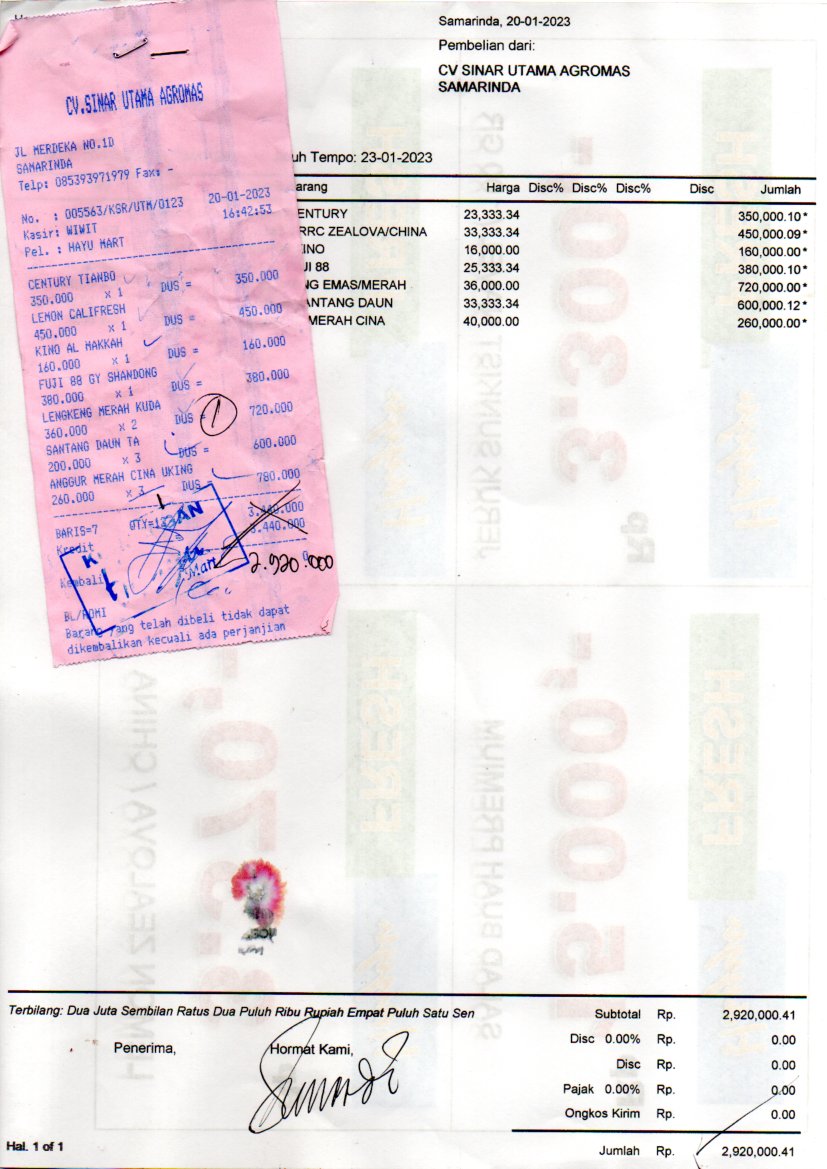 CV.SINAR UTAMA AGROMAS
JL MERDEKA NO.1D
SAMARINDA
Telp: 085393971979 Fax: -
No. : 005563/KSR/UTM/0123 20-01-2023
Kasir: WIWIT 16:42:53
Pel. : HAYU MART
CENTURY TIANBO
350.000 x 1 DUS = 350.000
LEMON CALIFRESH
450.000 x 1 DUS = 450.000
KINO AL MAKKAH
160.000 x 1 DUS = 160.000
FUJI 88 GY SHANDONG
380.000 x 1 DUS = 380.000
LENGKENG MERAH KUDA
360.000 x 2 DUS = 720.000
1
SANTANG DAUN TA
200.000 x 3 DUS = 600.000
ANGGUR MERAH CINA UKING
260.000 x 3 DUS = 780.000
1
BARIS=7 QTY=12 3.440.000
Kredit 3.440.000
Kembali 0
2.920.000
BL/ROMI
Barang yang telah dibeli tidak dapat
dikembalikan kecuali ada perjanjian
Samarinda, 20-01-2023
Pembelian dari:
CV SINAR UTAMA AGROMAS
SAMARINDA
uh Tempo: 23-01-2023
arang Harga Disc% Disc% Disc% Disc Jumlah
ENTURY 23,333.34 350,000.10*
RRC ZEALOVA/CHINA 33,333.34 450,000.09*
INO 16,000.00 160,000.00*
JI 88 25,333.34 380,000.10*
NG EMAS/MERAH 36,000.00 720,000.00*
ANTANG DAUN 33,333.34 600,000.12*
MERAH CINA 40,000.00 260,000.00*
Terbilang: Dua Juta Sembilan Ratus Dua Puluh Ribu Rupiah Empat Puluh Satu Sen
Penerima, Hormat Kami,
Subtotal Rp. 2,920,000.41
Disc 0.00% Rp. 0.00
Disc Rp. 0.00
Pajak 0.00% Rp. 0.00
Ongkos Kirim Rp. 0.00
Jumlah Rp. 2,920,000.41
Hal. 1 of 1